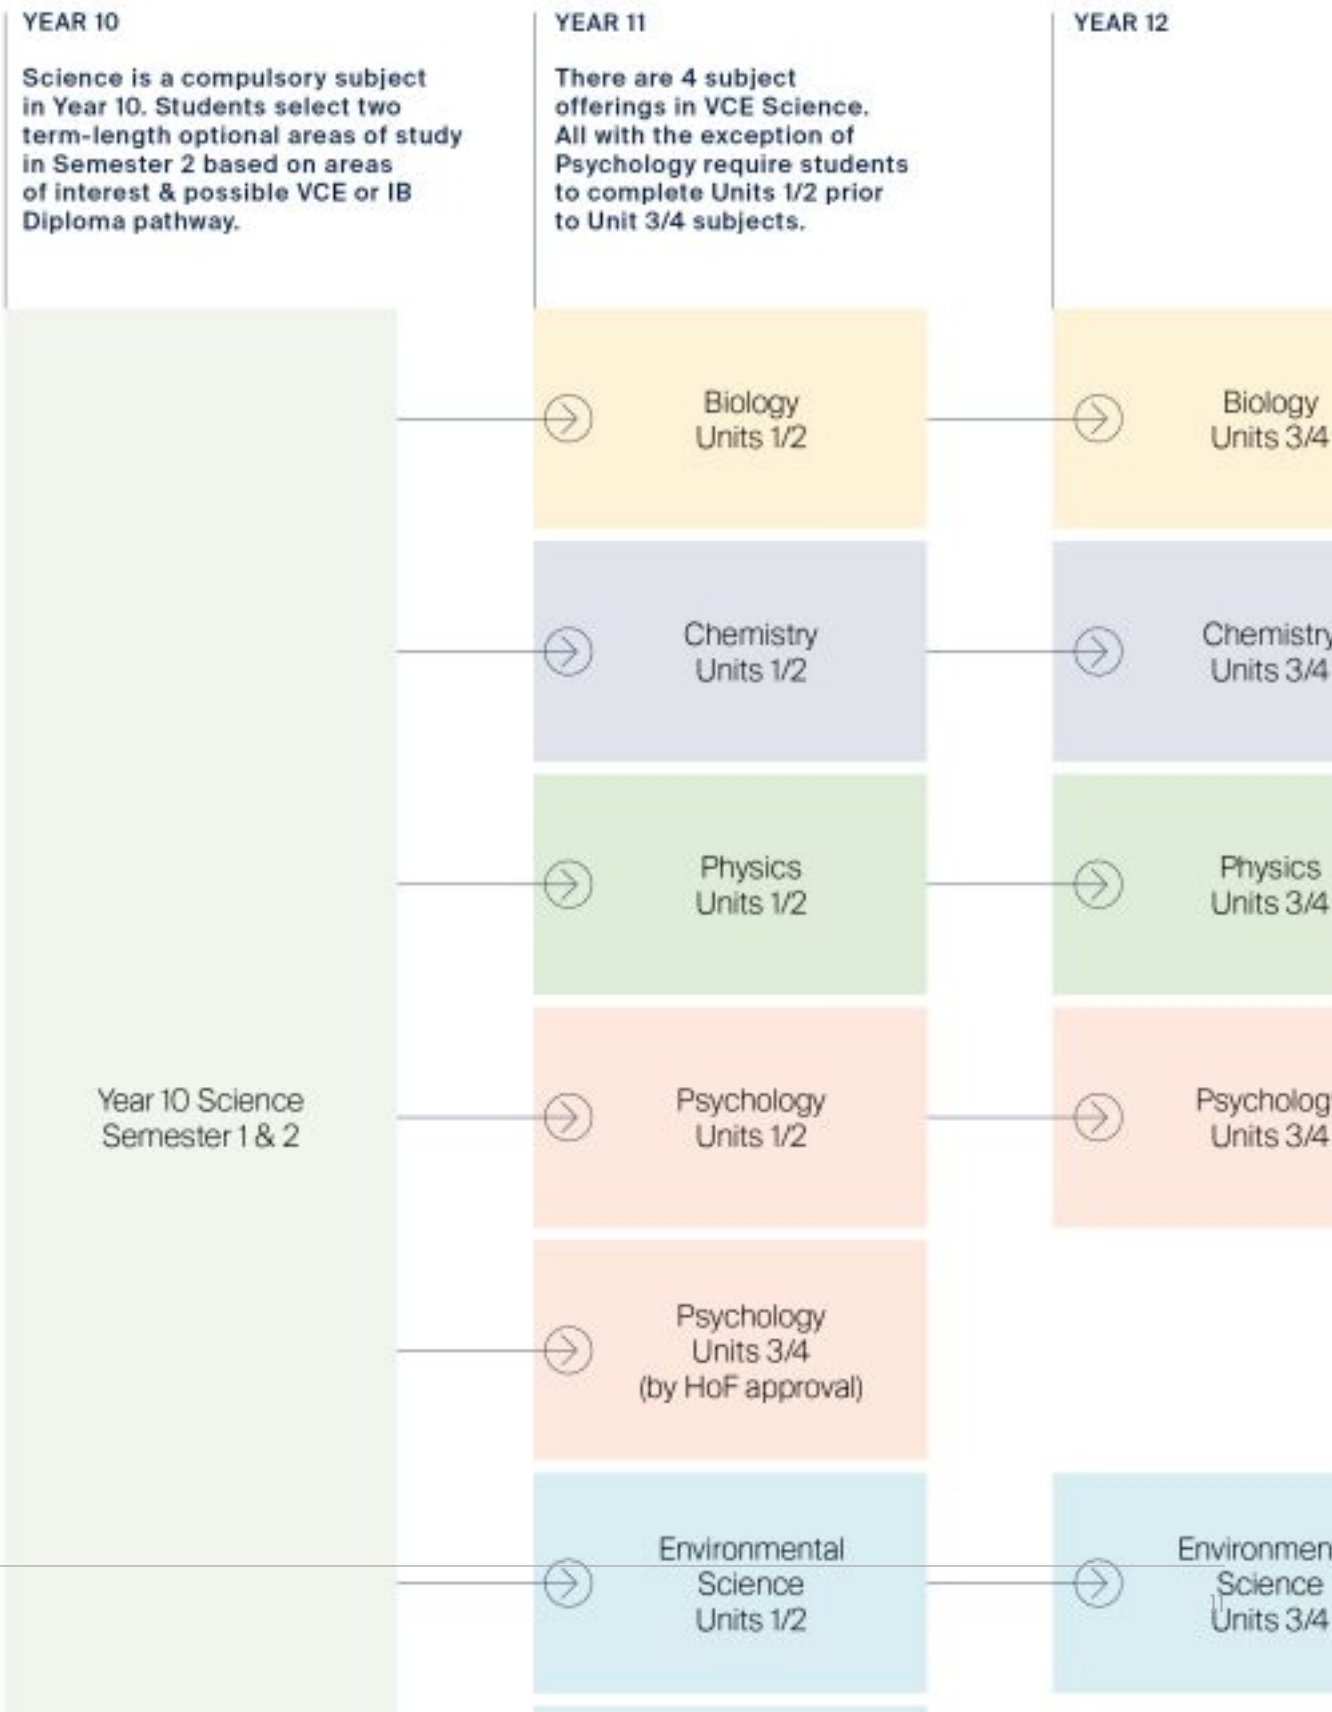 YEAR 10
Science is a compulsory subject
in Year 10. Students select two
term-length optional areas of study
in Semester 2 based on areas
of interest & possible VCE or IB
Diploma pathway.
YEAR 11
There are 4 subject
offerings in VCE Science.
All with the exception of
Psychology require students
to complete Units 1/2 prior
to Unit 3/4 subjects.
YEAR 12
Year 10 Science
Semester 1 & 2
Biology
Units 1/2
Biology
Units 3/4
Chemistry
Units 1/2
Chemistry
Units 3/4
Physics
Units 1/2
Physics
Units 3/4
Psychology
Units 1/2
Psycholog
Units 3/4
Psychology
Units 3/4
(by HoF approval)
Environmental
Science
Units 1/2
Environmen
Science
Units 3/4
11